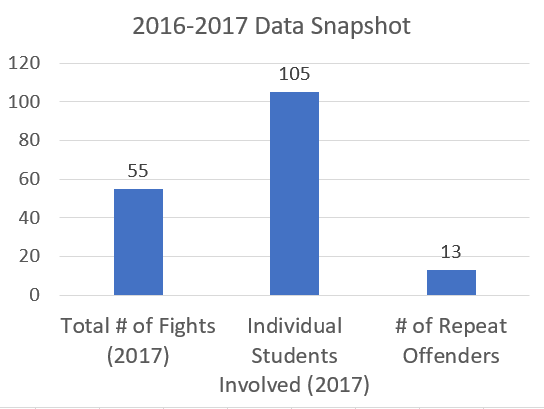 2016-2017 Data Snapshot
120
100
80
60
40
20
0
55
105
13
Total # of Fights
(2017)
Individual
Students
Involved (2017)
# of Repeat
Offenders